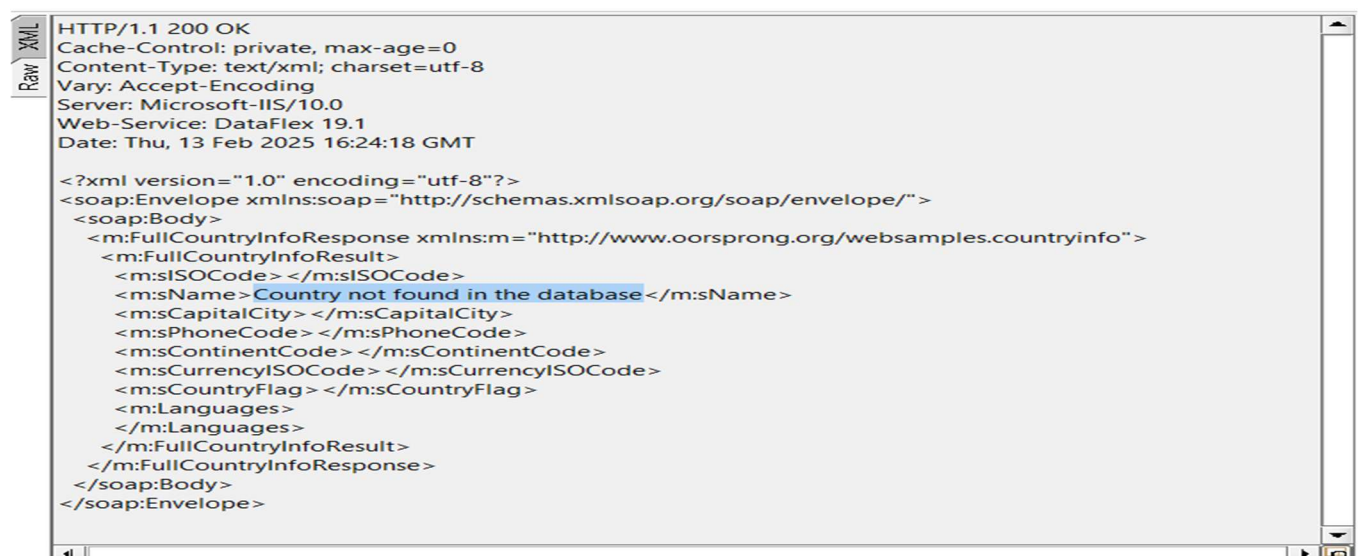 XML
Raw
HTTP/1.1 200 OK
Cache-Control: private, max-age=0
Content-Type: text/xml; charset=utf-8
Vary: Accept-Encoding
Server: Microsoft-IIS/10.0
Web-Service: DataFlex 19.1
Date: Thu, 13 Feb 2025 16:24:18 GMT

<?xml version="1.0" encoding="utf-8"?>
<soap:Envelope xmlns:soap="http://schemas.xmlsoap.org/soap/envelope/">
  <soap:Body>
    <m:FullCountryInfoResponse xmlns:m="http://www.oorsprong.org/websamples.countryinfo">
      <m:FullCountryInfoResult>
        <m:sISOCode></m:sISOCode>
        <m:sName>Country not found in the database</m:sName>
        <m:sCapitalCity></m:sCapitalCity>
        <m:sPhoneCode></m:sPhoneCode>
        <m:sContinentCode></m:sContinentCode>
        <m:sCurrencyISOCode></m:sCurrencyISOCode>
        <m:sCountryFlag></m:sCountryFlag>
        <m:Languages>
        </m:Languages>
      </m:FullCountryInfoResult>
    </m:FullCountryInfoResponse>
  </soap:Body>
</soap:Envelope>